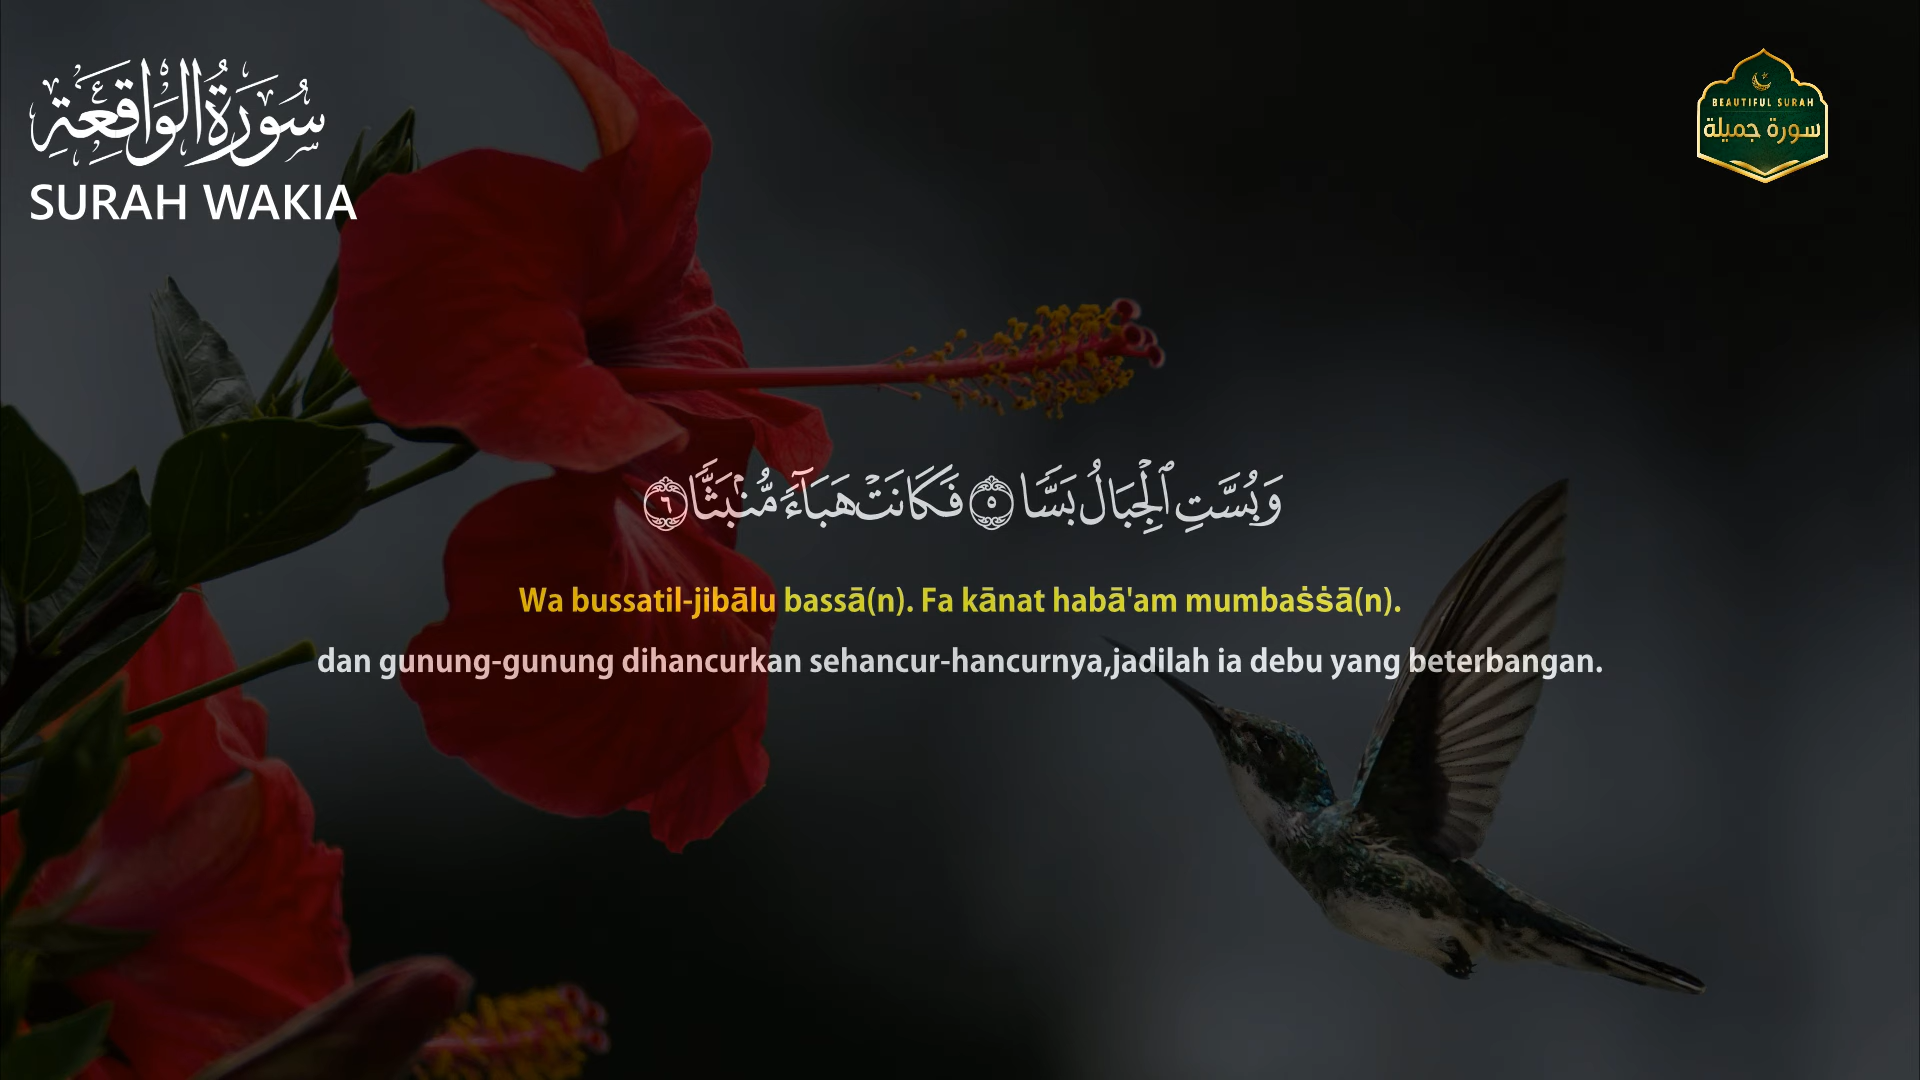 سُورَةُ الوَاقِعَةِ
SURAH WAKIA
BEAUTIFUL SURAH
سورة جميلة
وَبُسَّتِ ٱلْجِبَالُ بَسًّا ۝٥ فَكَانَتْ هَبَآءً مُّنۢبَثًّا ۝٦
Wa bussatil-jibālu bassā(n). Fa kānat habā'am mumbaṡṡā(n).
dan gunung-gunung dihancurkan sehancur-hancurnya,jadilah ia debu yang beterbangan.